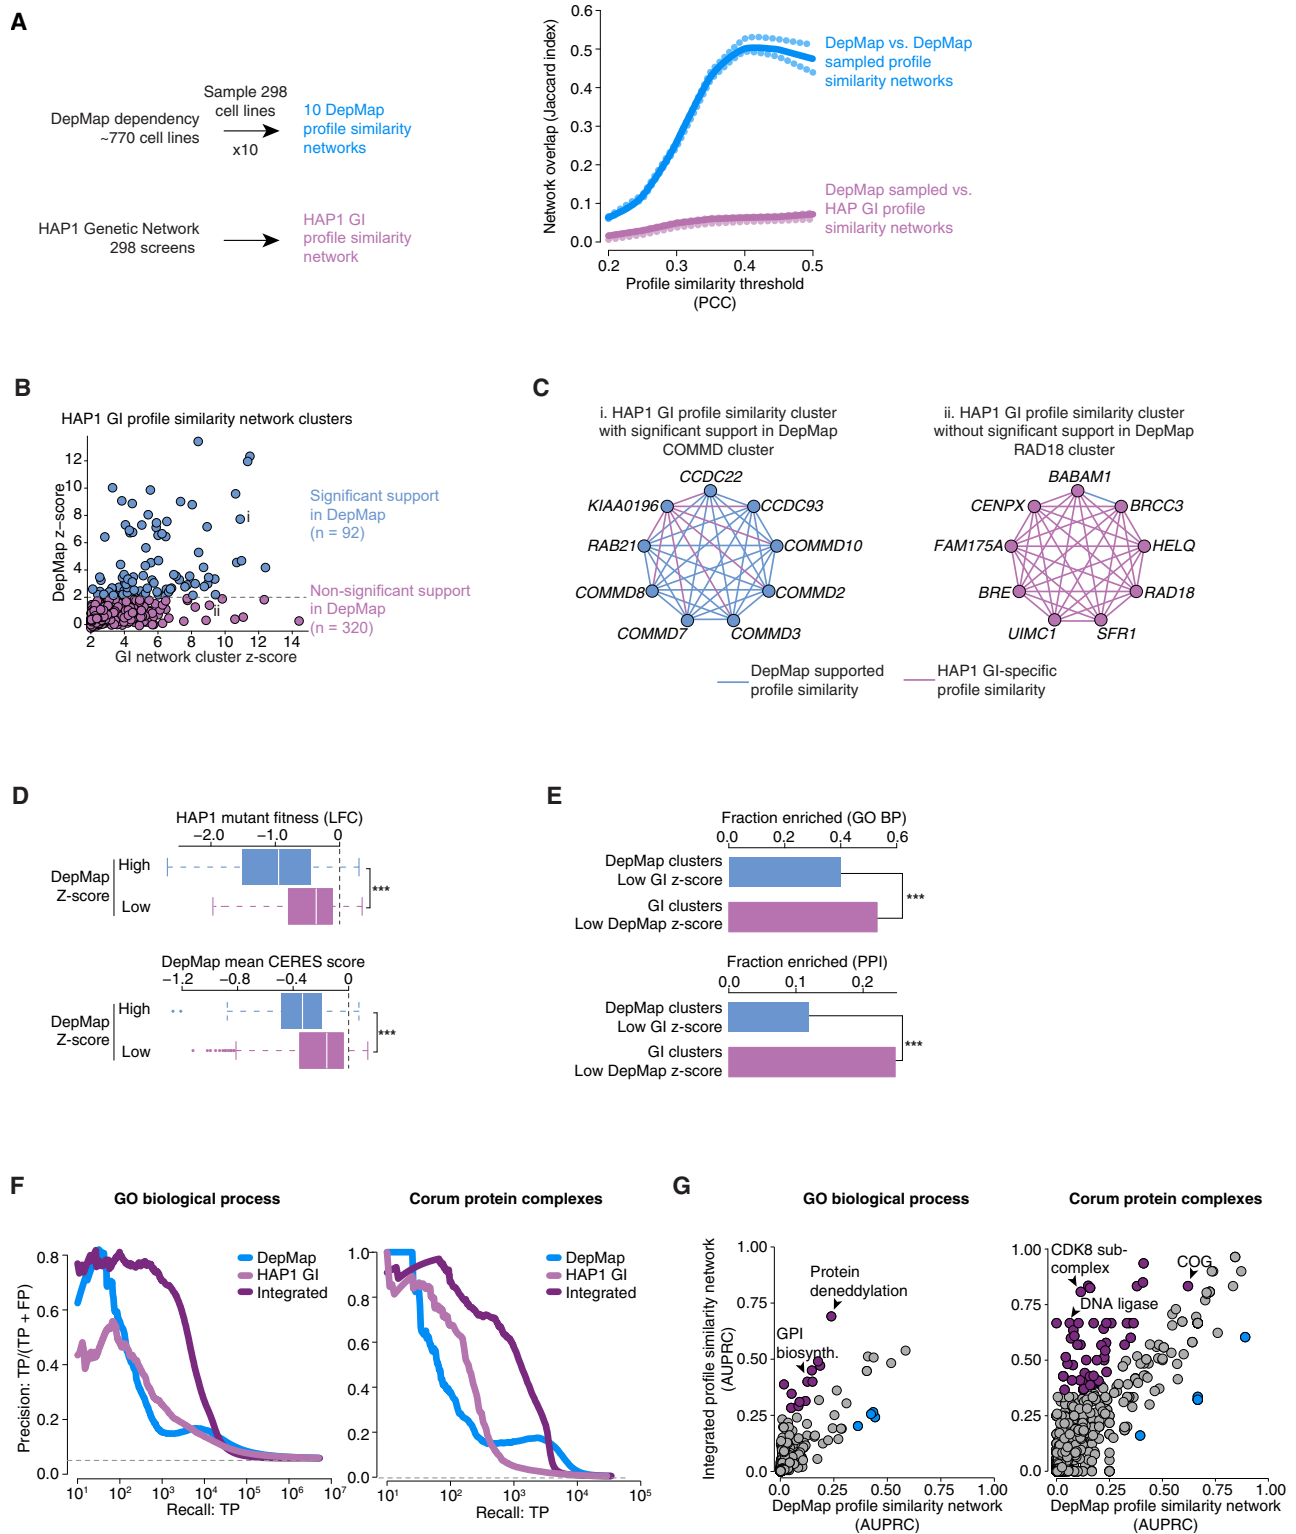 A
DepMap dependency
~770 cell lines
Sample 298
cell lines
x10
10 DepMap
profile similarity
networks
HAP1 Genetic Network
298 screens
HAP1 GI
profile similarity
network
Network overlap (Jaccard index)
0.6
0.5
0.4
0.3
0.2
0.1
0.0
0.2
0.3
0.4
0.5
Profile similarity threshold
(PCC)
DepMap vs. DepMap
sampled profile
similarity networks
DepMap sampled vs.
HAP GI profile
similarity networks
B
HAP1 GI profile similarity network clusters
DepMap z−score
12
10
8
6
4
2
0
2
4
6
8
10
12
14
GI network cluster z-score
i
ii
Significant support
in DepMap
(n = 92)
Non-significant support
in DepMap
(n = 320)
C
i. HAP1 GI profile similarity cluster
with significant support in DepMap
COMMD cluster
CCDC22
KIAA0196
CCDC93
RAB21
COMMD10
COMMD8
COMMD2
COMMD7
COMMD3
ii. HAP1 GI profile similarity cluster
without significant support in DepMap
RAD18 cluster
BABAM1
CENPX
BRCC3
FAM175A
HELQ
BRE
RAD18
UIMC1
SFR1
DepMap supported
profile similarity
HAP1 GI-specific
profile similarity
D
HAP1 mutant fitness (LFC)
−2.0
−1.0
0
DepMap
Z-score
High
Low
***
DepMap mean CERES score
−1.2
−0.8
−0.4
0
DepMap
Z-score
High
Low
***
E
Fraction enriched (GO BP)
0.0
0.2
0.4
0.6
DepMap clusters
Low GI z-score
GI clusters
Low DepMap z-score
***
Fraction enriched (PPI)
0.0
0.1
0.2
DepMap clusters
Low GI z-score
GI clusters
Low DepMap z-score
***
F
GO biological process
Precision: TP/(TP + FP)
0.8
0.6
0.4
0.2
0.0
10¹
10²
10³
10⁴
10⁵
10⁶
10⁷
Recall: TP
DepMap
HAP1 GI
Integrated
Corum protein complexes
1.0
0.8
0.6
0.4
0.2
0.0
10¹
10²
10³
10⁴
10⁵
Recall: TP
DepMap
HAP1 GI
Integrated
G
GO biological process
Integrated profile similarity network
(AUPRC)
1.00
0.75
0.50
0.25
0.0
0.0
0.25
0.50
0.75
1.00
DepMap profile similarity network
(AUPRC)
Protein
deneddylation
GPI
biosynth.
Corum protein complexes
1.00
0.75
0.50
0.25
0.0
0.0
0.25
0.50
0.75
1.00
DepMap profile similarity network
(AUPRC)
CDK8 sub-
complex
COG
DNA ligase